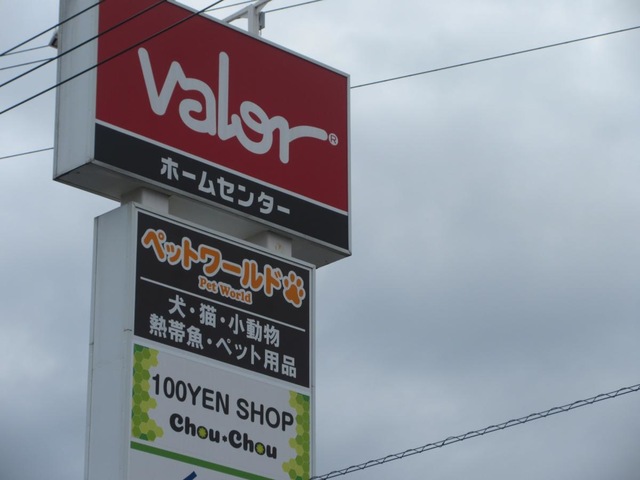 valor®
ホームセンター
ペットワールド
Pet World
犬・猫・小動物
熱帯魚・ペット用品
100YEN SHOP
Chou・Chou